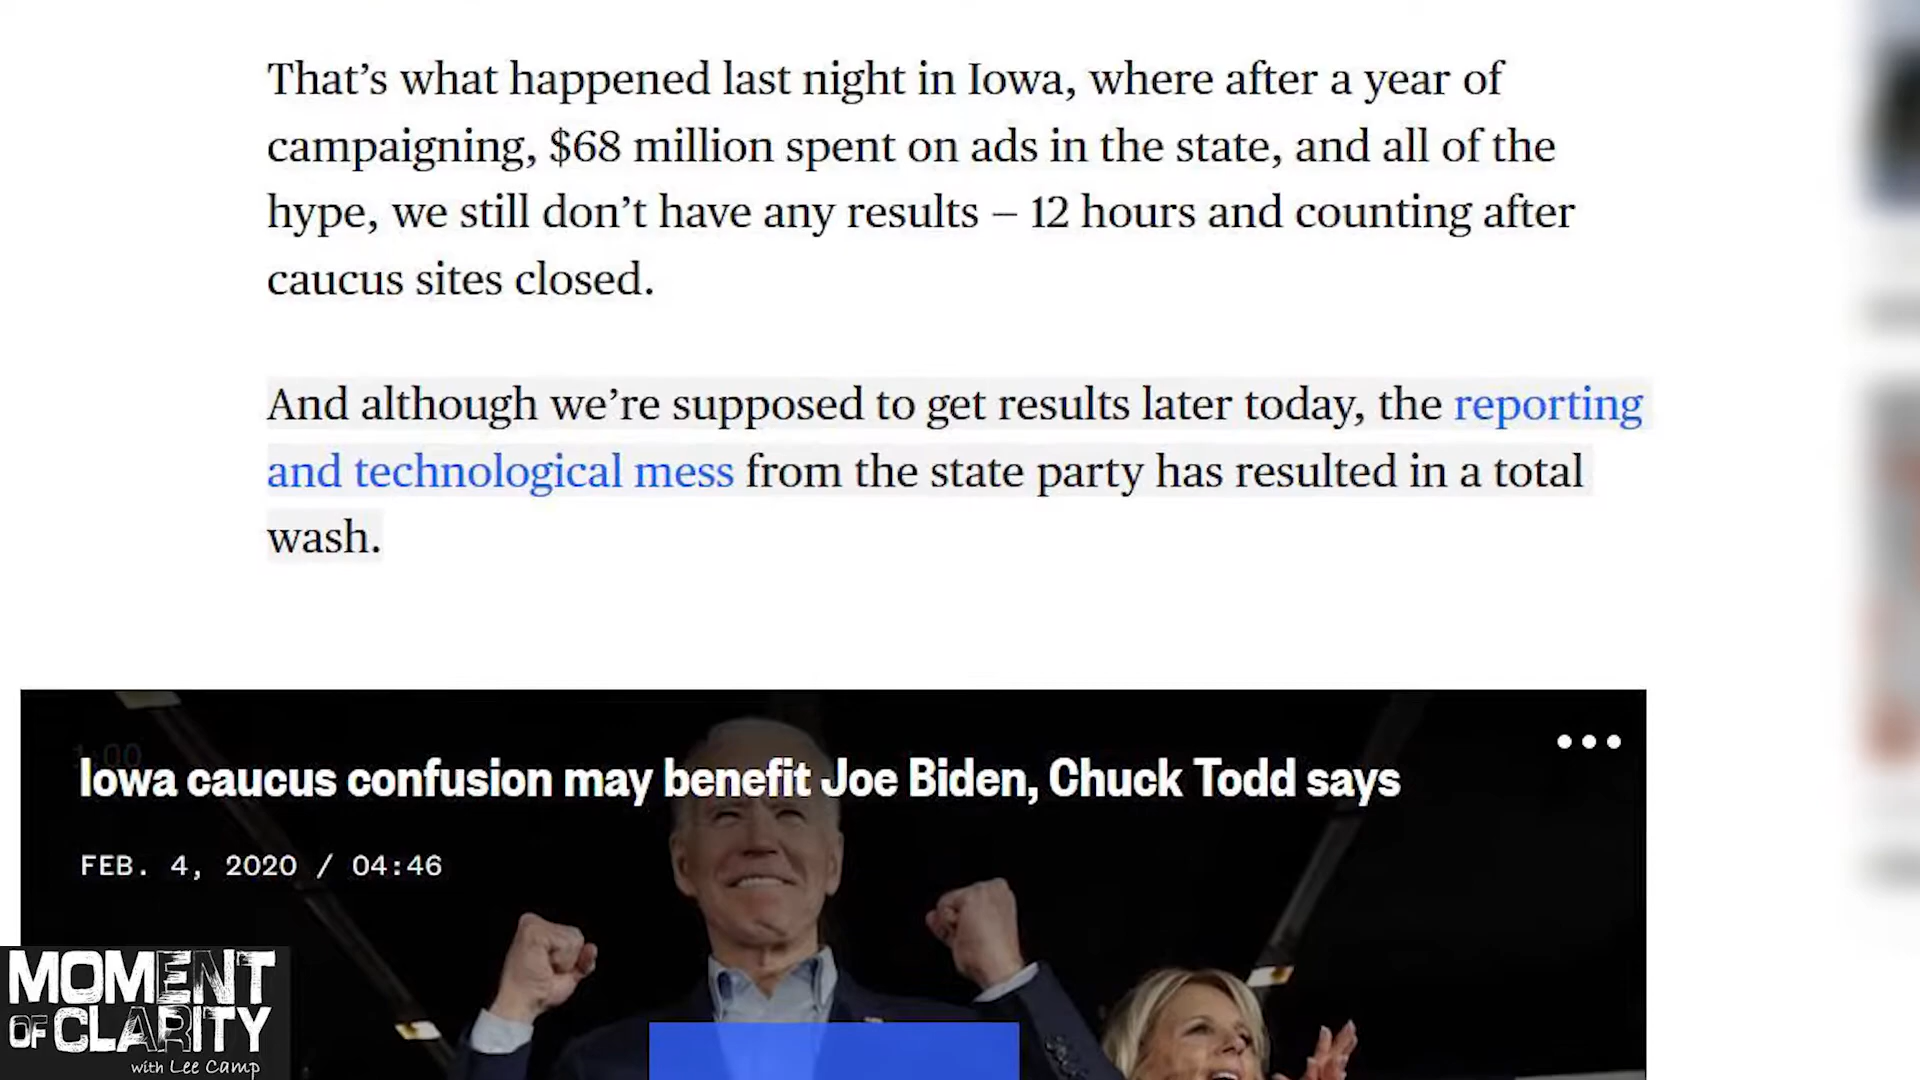 That’s what happened last night in Iowa, where after a year of
campaigning, $68 million spent on ads in the state, and all of the
hype, we still don’t have any results – 12 hours and counting after
caucus sites closed.
And although we’re supposed to get results later today, the reporting
and technological mess from the state party has resulted in a total
wash.
1:00
Iowa caucus confusion may benefit Joe Biden, Chuck Todd says
FEB. 4, 2020 / 04:46
MOMENT
OF CLARITY
with Lee Camp